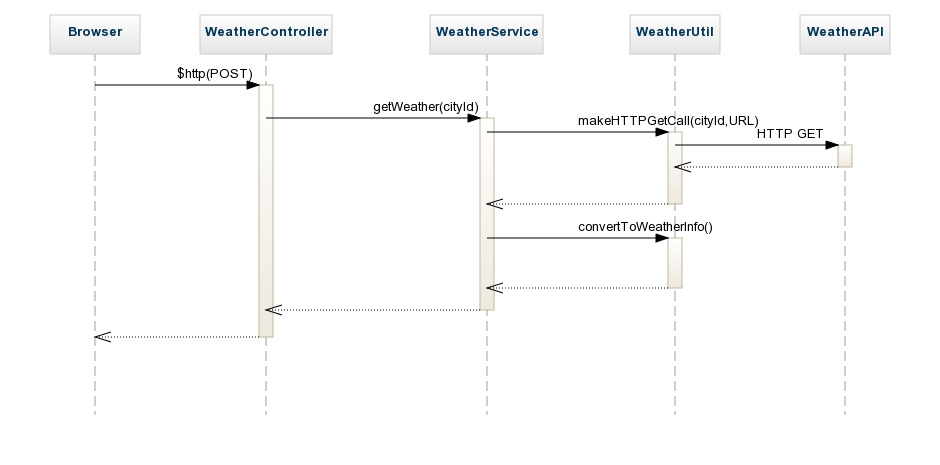 Browser
WeatherController
WeatherService
WeatherUtil
WeatherAPI
$http(POST)
getWeather(cityId)
makeHTTPGetCall(cityId,URL)
HTTP GET
convertToWeatherInfo()